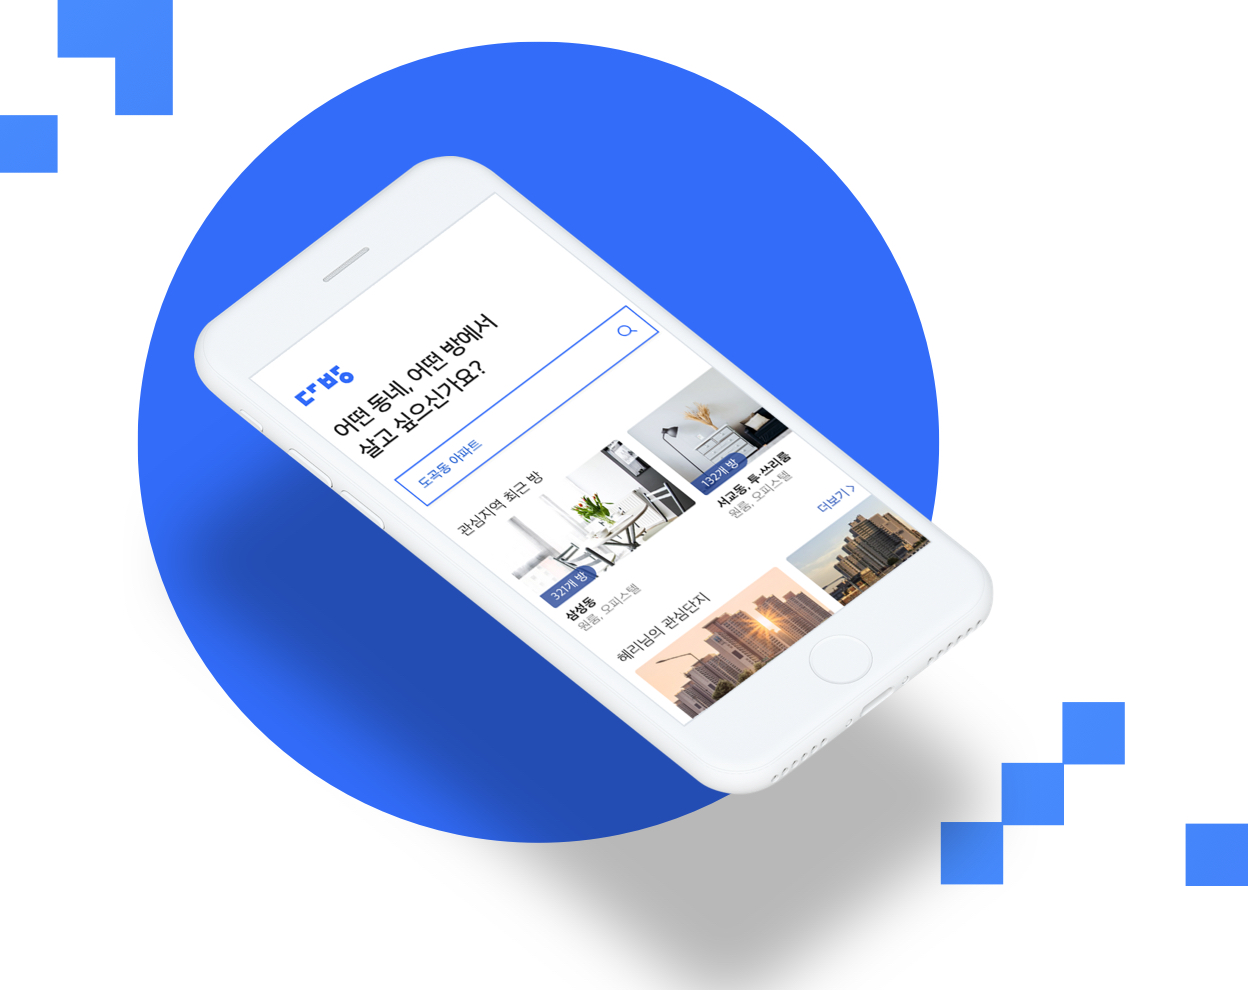 다방
어떤 동네, 어떤 방에서
살고 싶으신가요?
도곡동 아파트
관심지역 최근 방
321개 방
삼성동
원룸, 오피스텔
132개 방
서교동, 투·쓰리룸
원룸, 오피스텔
혜리님의 관심단지
더보기 >